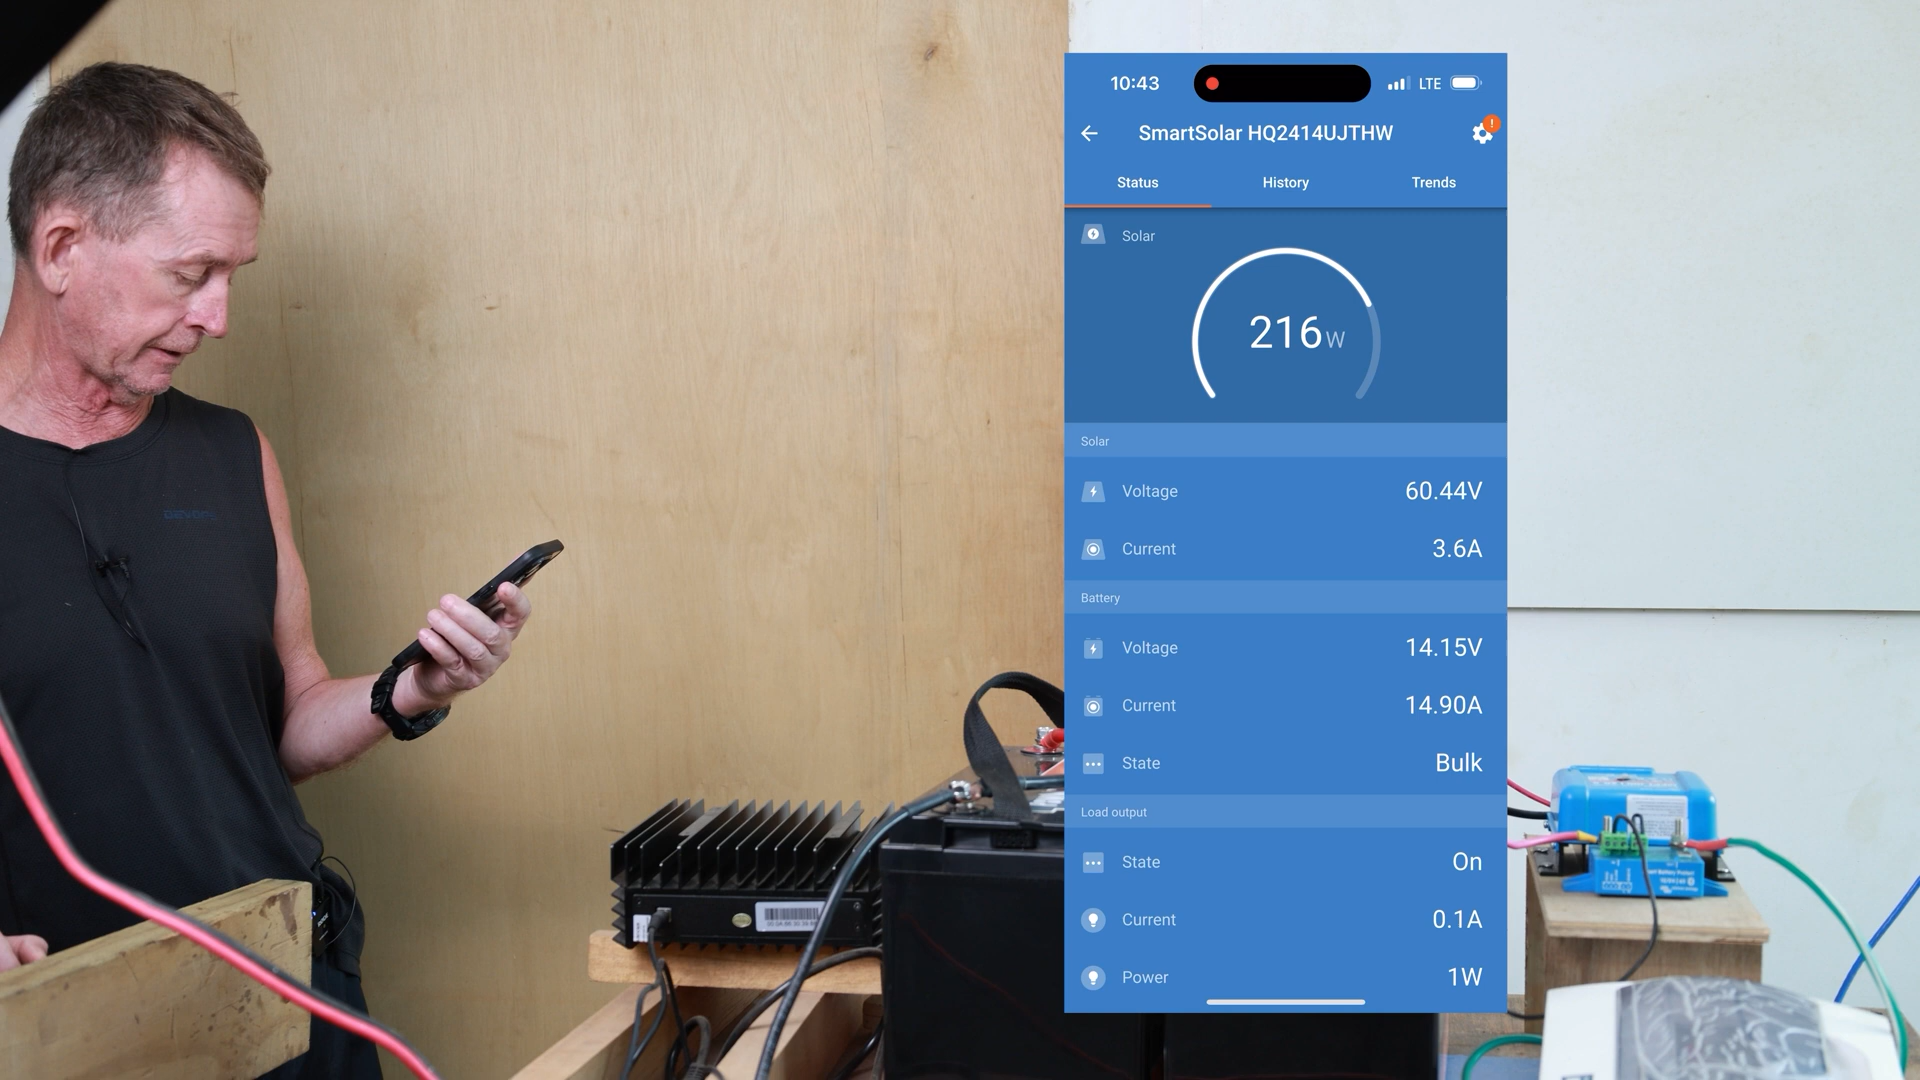 10:43
LTE
SmartSolar HQ2414UJTHW
!
Status
History
Trends
Solar
216W
Solar
Voltage
60.44V
Current
3.6A
Battery
Voltage
14.15V
Current
14.90A
State
Bulk
Load output
State
On
Current
0.1A
Power
1W